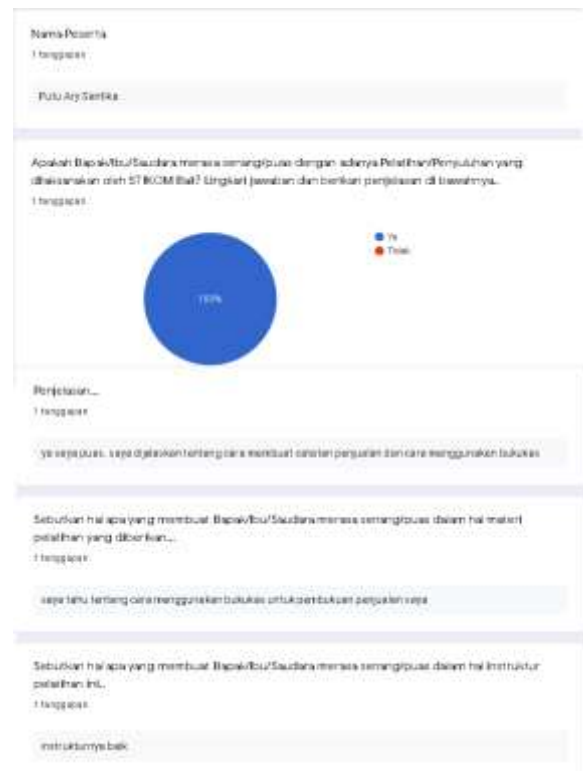 Nama Peserta
1 tanggapan
Putu Ary Santika
Apakah Bapak/Ibu/Saudara merasa senang/puas dengan adanya Pelatihan/Penyuluhan yang
dilaksanakan oleh STIKOM Bali? Lingkari jawaban dan berikan penjelasan di bawahnya..
1 tanggapan
Ya
Tidak
100%
Penjelasan....
1 tanggapan
ya saya puas, saya dijelaskan tentang cara membuat catatan penjualan dan cara menggunakan bukukas
Sebutkan hal apa yang membuat Bapak/Ibu/Saudara merasa senang/puas dalam hal materi
pelatihan yang diberikan....
1 tanggapan
saya tahu tentang cara menggunakan bukukas untuk pembukuan penjualan saya
Sebutkan hal apa yang membuat Bapak/Ibu/Saudara merasa senang/puas dalam hal instruktur
pelatihan ini..
1 tanggapan
instrukturnya baik